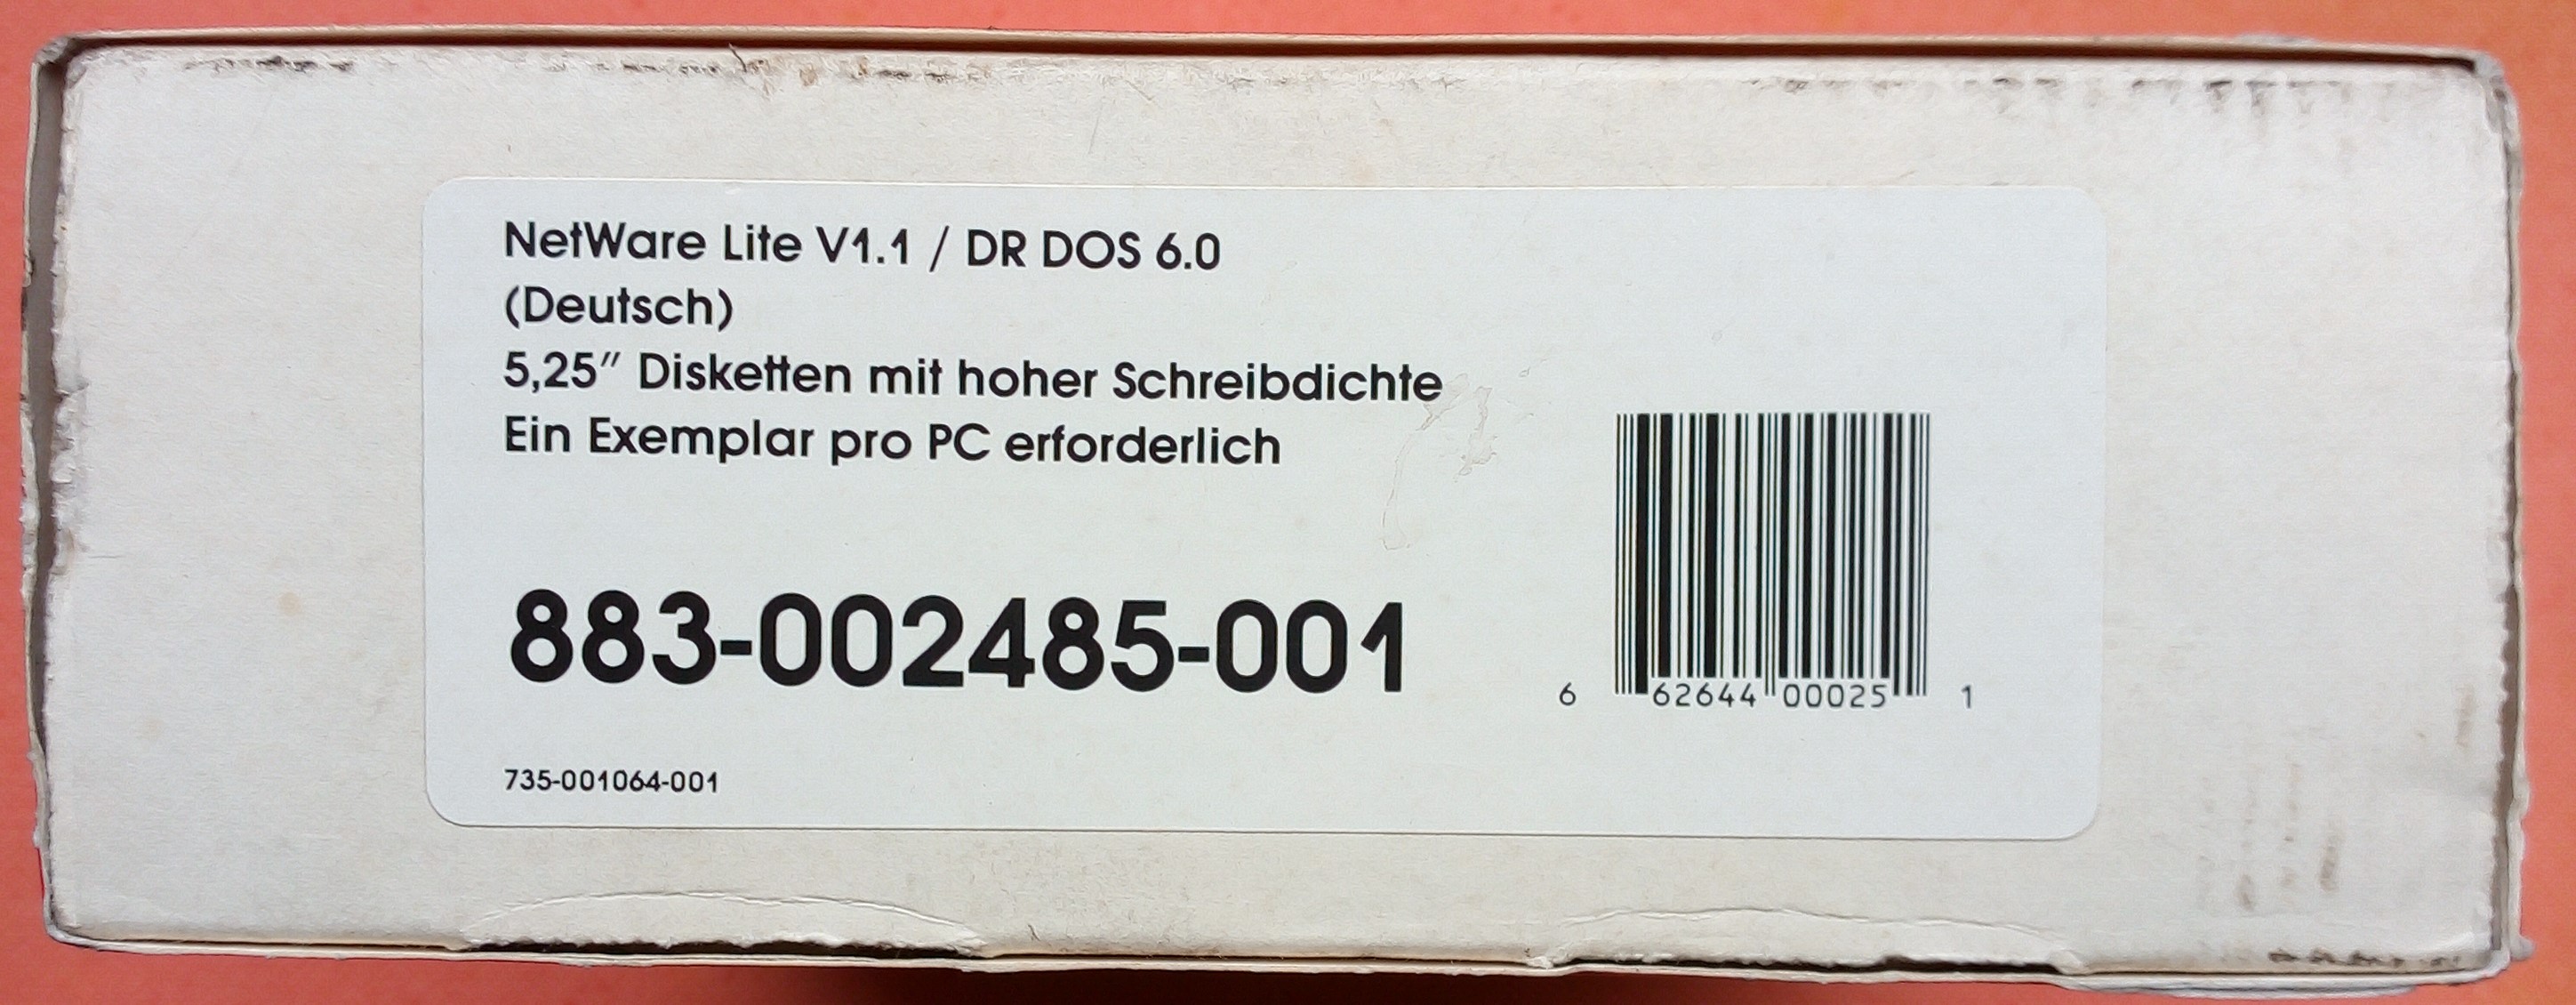 NetWare Lite V1.1 / DR DOS 6.0
(Deutsch)
5,25″ Disketten mit hoher Schreibdichte
Ein Exemplar pro PC erforderlich
883-002485-001
6 62644 00025 1
735-001064-001